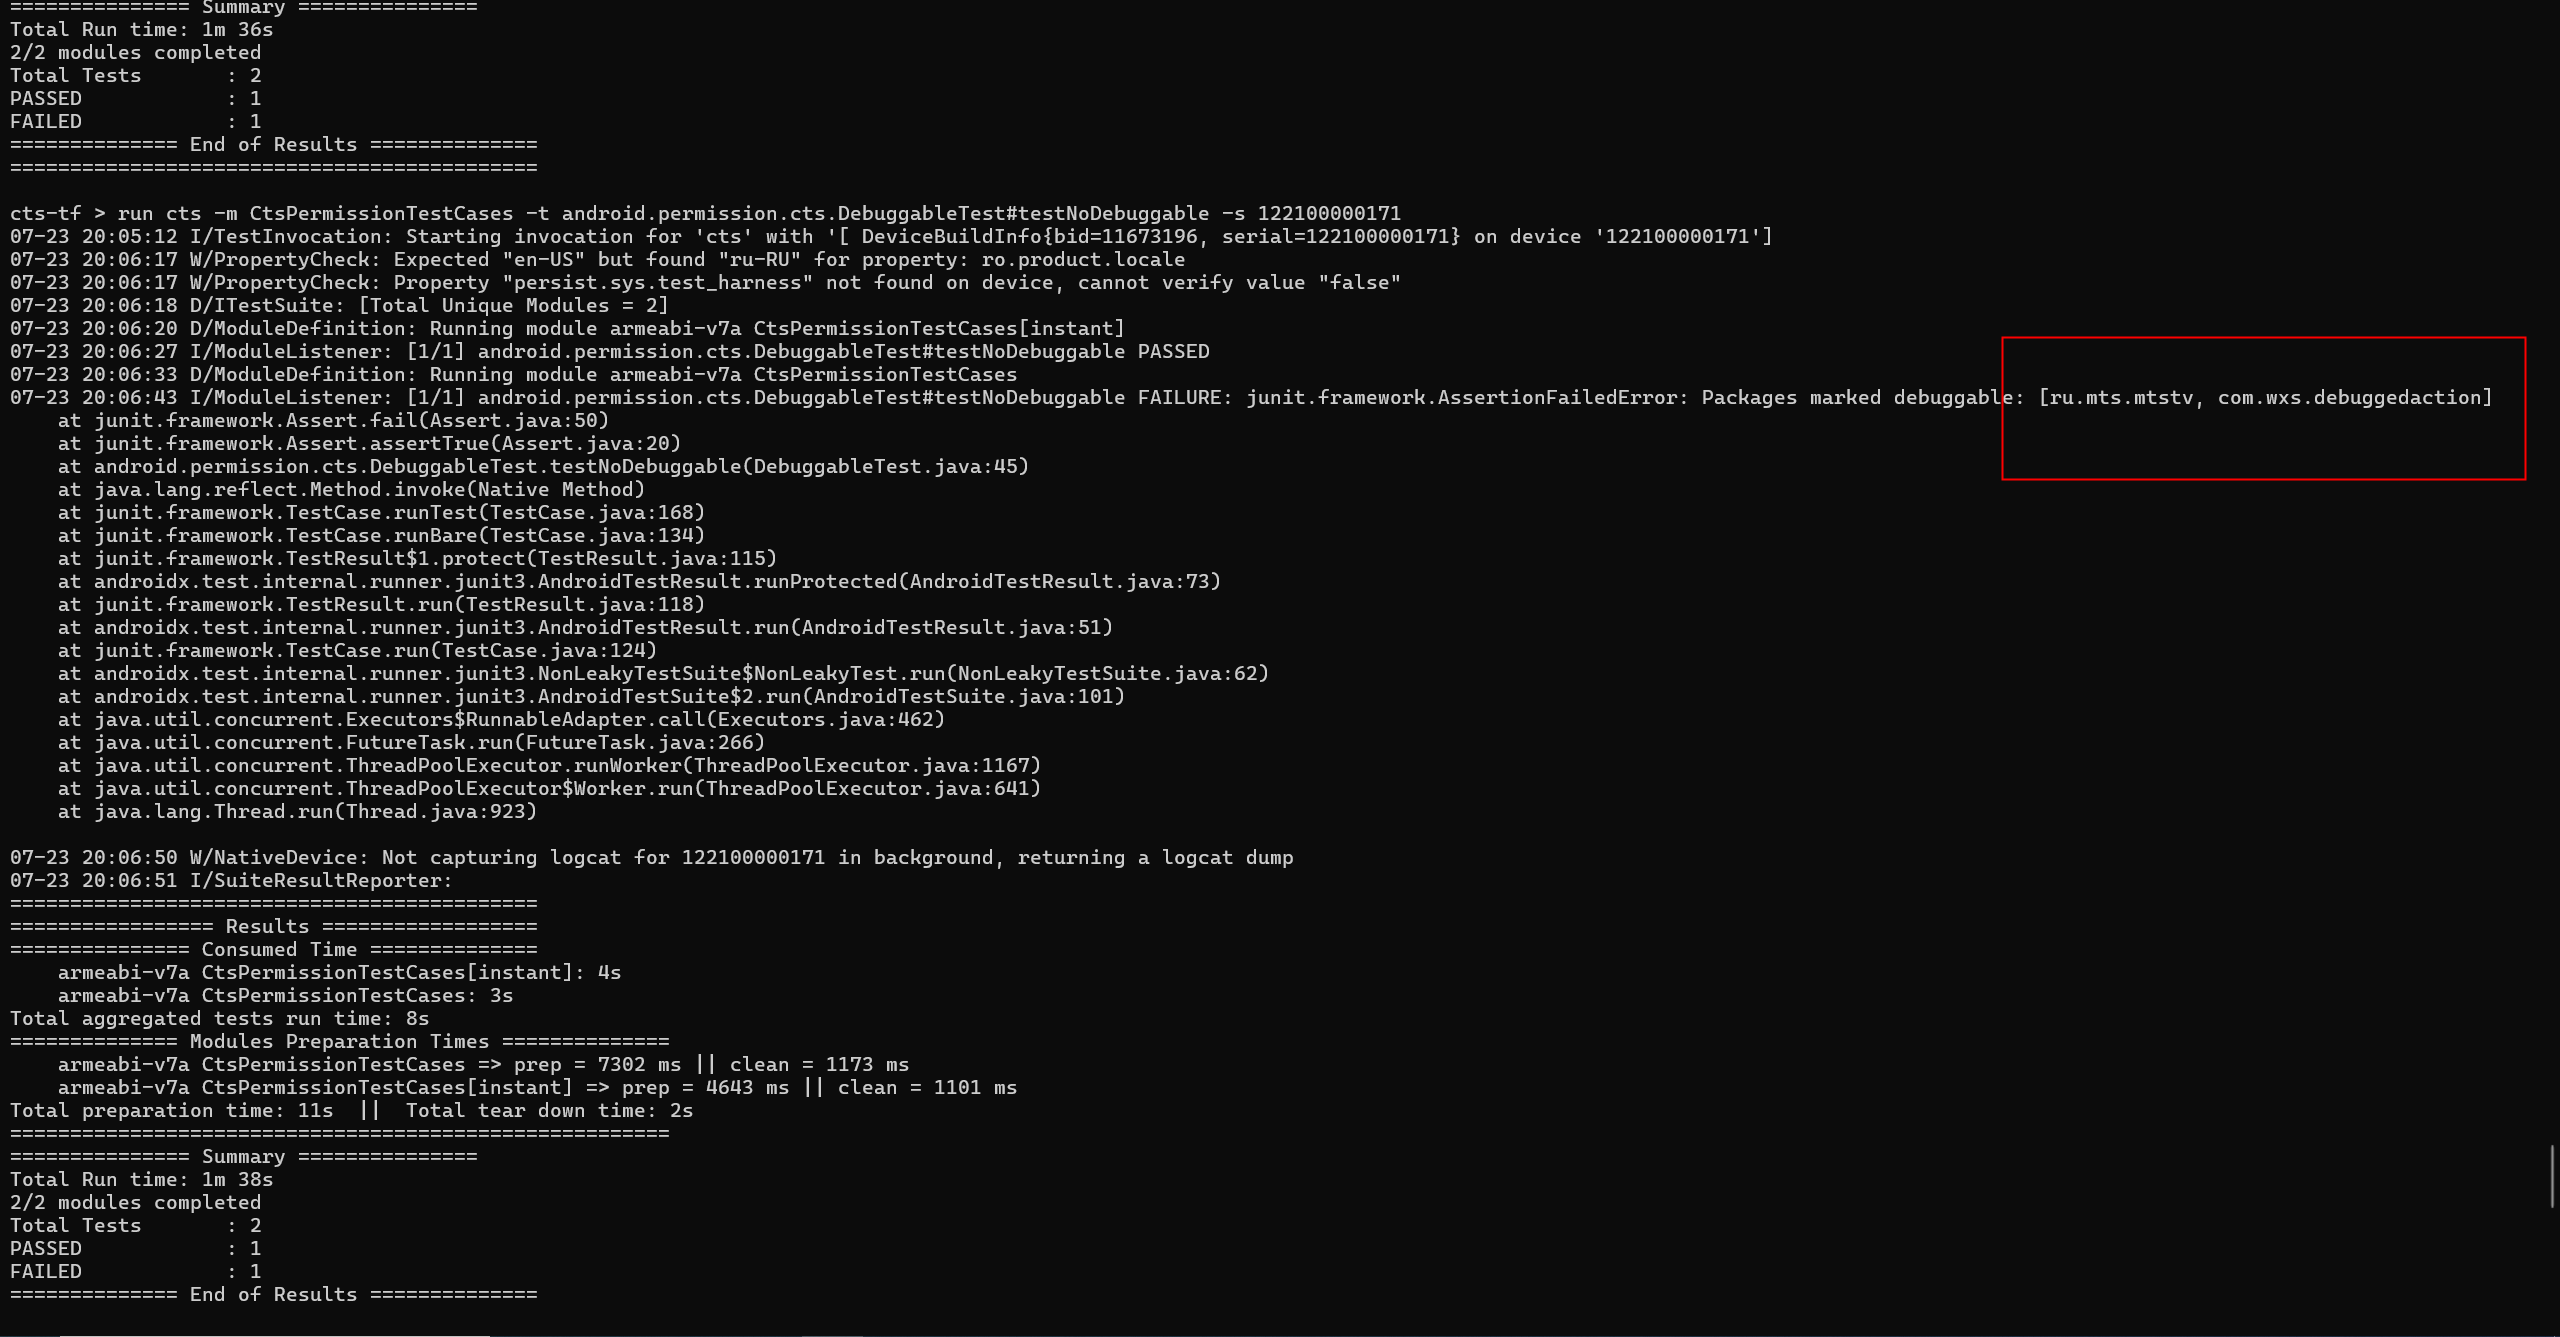 =============== Summary ===============
Total Run time: 1m 36s
2/2 modules completed
Total Tests       : 2
PASSED            : 1
FAILED            : 1
============== End of Results ==============
============================================
cts-tf > run cts -m CtsPermissionTestCases -t android.permission.cts.DebuggableTest#testNoDebuggable -s 122100000171
07-23 20:05:12 I/TestInvocation: Starting invocation for 'cts' with '[ DeviceBuildInfo{bid=11673196, serial=122100000171} on device '122100000171']
07-23 20:06:17 W/PropertyCheck: Expected "en-US" but found "ru-RU" for property: ro.product.locale
07-23 20:06:17 W/PropertyCheck: Property "persist.sys.test_harness" not found on device, cannot verify value "false"
07-23 20:06:18 D/ITestSuite: [Total Unique Modules = 2]
07-23 20:06:20 D/ModuleDefinition: Running module armeabi-v7a CtsPermissionTestCases[instant]
07-23 20:06:27 I/ModuleListener: [1/1] android.permission.cts.DebuggableTest#testNoDebuggable PASSED
07-23 20:06:33 D/ModuleDefinition: Running module armeabi-v7a CtsPermissionTestCases
07-23 20:06:43 I/ModuleListener: [1/1] android.permission.cts.DebuggableTest#testNoDebuggable FAILURE: junit.framework.AssertionFailedError: Packages marked debuggable: [ru.mts.mtstv, com.wxs.debuggedaction]
    at junit.framework.Assert.fail(Assert.java:50)
    at junit.framework.Assert.assertTrue(Assert.java:20)
    at android.permission.cts.DebuggableTest.testNoDebuggable(DebuggableTest.java:45)
    at java.lang.reflect.Method.invoke(Native Method)
    at junit.framework.TestCase.runTest(TestCase.java:168)
    at junit.framework.TestCase.runBare(TestCase.java:134)
    at junit.framework.TestResult$1.protect(TestResult.java:115)
    at androidx.test.internal.runner.junit3.AndroidTestResult.runProtected(AndroidTestResult.java:73)
    at junit.framework.TestResult.run(TestResult.java:118)
    at androidx.test.internal.runner.junit3.AndroidTestResult.run(AndroidTestResult.java:51)
    at junit.framework.TestCase.run(TestCase.java:124)
    at androidx.test.internal.runner.junit3.NonLeakyTestSuite$NonLeakyTest.run(NonLeakyTestSuite.java:62)
    at androidx.test.internal.runner.junit3.AndroidTestSuite$2.run(AndroidTestSuite.java:101)
    at java.util.concurrent.Executors$RunnableAdapter.call(Executors.java:462)
    at java.util.concurrent.FutureTask.run(FutureTask.java:266)
    at java.util.concurrent.ThreadPoolExecutor.runWorker(ThreadPoolExecutor.java:1167)
    at java.util.concurrent.ThreadPoolExecutor$Worker.run(ThreadPoolExecutor.java:641)
    at java.lang.Thread.run(Thread.java:923)
07-23 20:06:50 W/NativeDevice: Not capturing logcat for 122100000171 in background, returning a logcat dump
07-23 20:06:51 I/SuiteResultReporter:
============================================
================= Results ==================
=============== Consumed Time ==============
    armeabi-v7a CtsPermissionTestCases[instant]: 4s
    armeabi-v7a CtsPermissionTestCases: 3s
Total aggregated tests run time: 8s
============== Modules Preparation Times ==============
    armeabi-v7a CtsPermissionTestCases => prep = 7302 ms || clean = 1173 ms
    armeabi-v7a CtsPermissionTestCases[instant] => prep = 4643 ms || clean = 1101 ms
Total preparation time: 11s  ||  Total tear down time: 2s
=======================================================
=============== Summary ===============
Total Run time: 1m 38s
2/2 modules completed
Total Tests       : 2
PASSED            : 1
FAILED            : 1
============== End of Results ==============